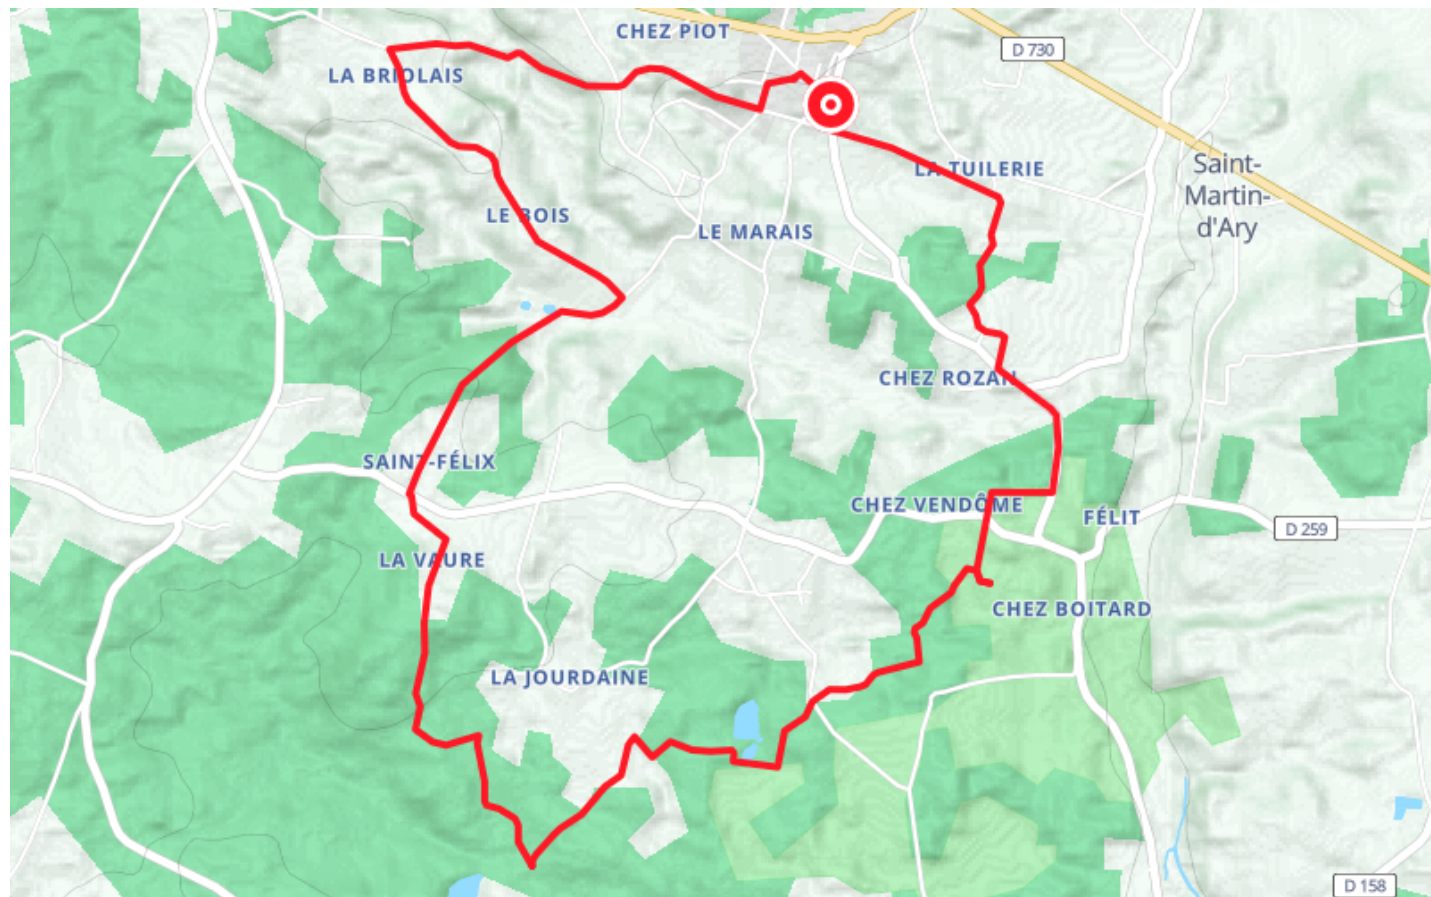 CHEZ PIOT
D 730
LA BRIOLAIS
Saint-
Martin-
d'Ary
LA TUILERIE
LE BOIS
LE MARAIS
CHEZ ROZAN
SAINT-FÉLIX
CHEZ VENDÔME
FÉLIT
D 259
LA VAURE
CHEZ BOITARD
LA JOURDAINE
D 158